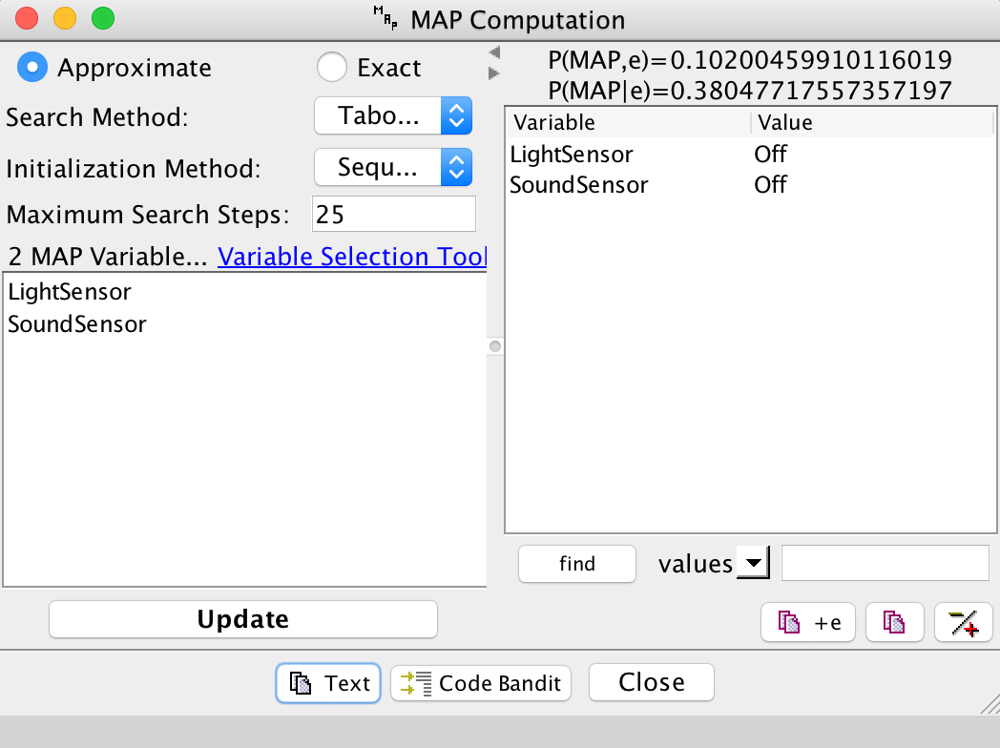 MAP MAP Computation
Approximate Exact
Search Method: Tabo...
Initialization Method: Sequ...
Maximum Search Steps: 25
2 MAP Variable... Variable Selection Tool
LightSensor
SoundSensor
Update
P(MAP,e)=0.10200459910116019
P(MAP|e)=0.38047717557357197
Variable Value
LightSensor Off
SoundSensor Off
find values
+e
Text Code Bandit Close